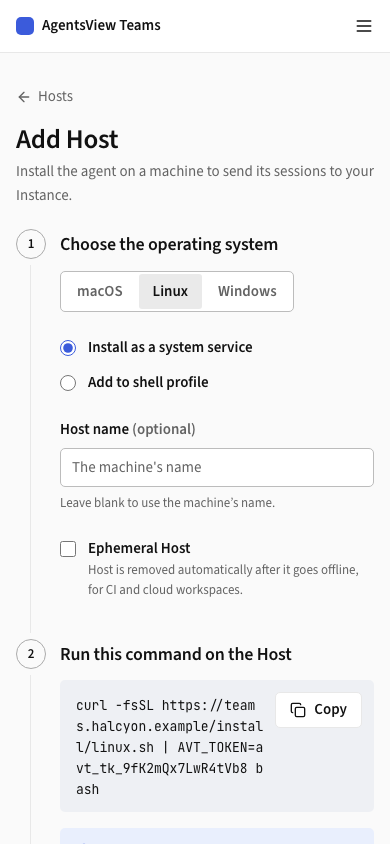 AgentsView Teams
Hosts
Add Host
Install the agent on a machine to send its sessions to your
Instance.
1
Choose the operating system
macOS
Linux
Windows
Install as a system service
Add to shell profile
Host name (optional)
The machine's name
Leave blank to use the machine’s name.
Ephemeral Host
Host is removed automatically after it goes offline,
for CI and cloud workspaces.
2
Run this command on the Host
curl -fsSL https://team
s.halcyon.example/instal
l/linux.sh | AVT_TOKEN=a
vt_tk_9fK2mQx7LwR4tVb8 b
ash
Copy